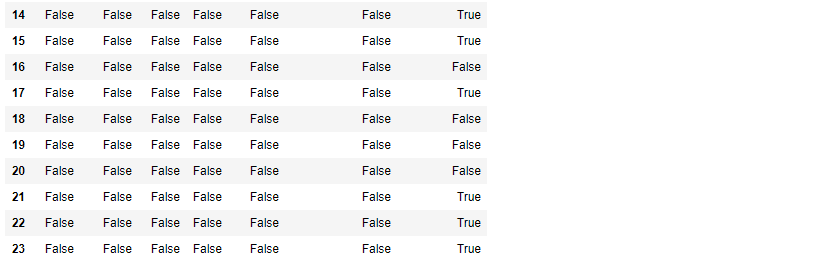 14 False False False False False False True
15 False False False False False False True
16 False False False False False False False
17 False False False False False False True
18 False False False False False False False
19 False False False False False False False
20 False False False False False False False
21 False False False False False False True
22 False False False False False False True
23 False False False False False False True